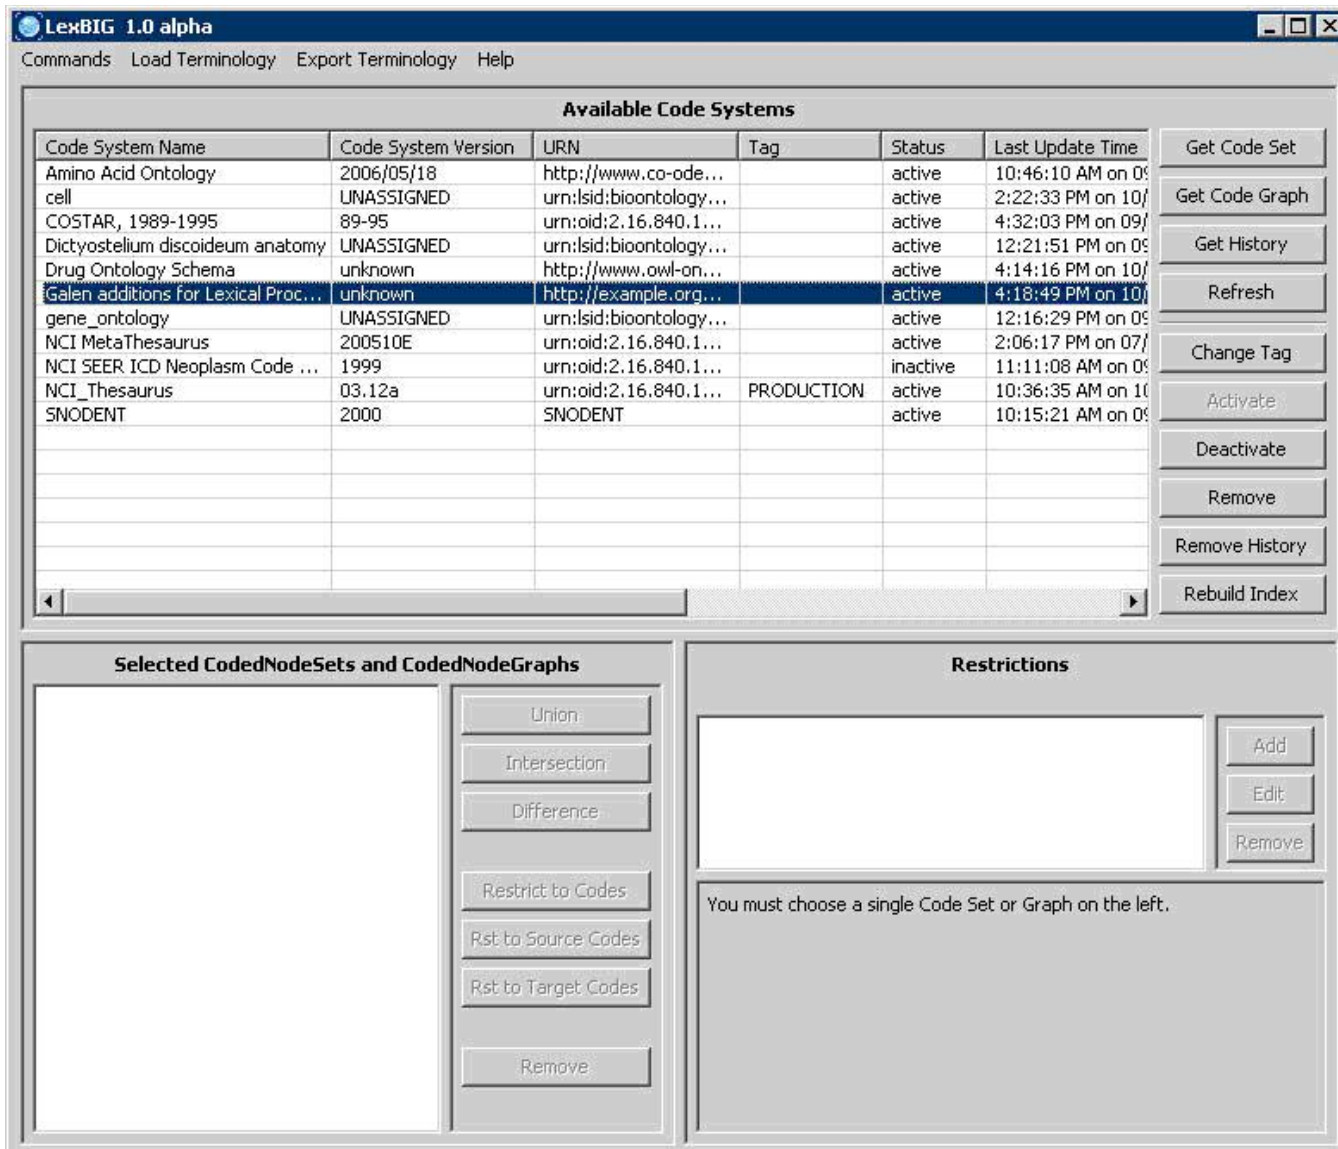 LexBIG 1.0 alpha
Commands Load Terminology Export Terminology Help
Available Code Systems
Code System Name Code System Version URN Tag Status Last Update Time
Amino Acid Ontology 2006/05/18 http://www.co-ode... active 10:46:10 AM on 09
cell UNASSIGNED urn:lsid:bioontology... active 2:22:33 PM on 10/
COSTAR, 1989-1995 89-95 urn:oid:2.16.840.1... active 4:32:03 PM on 09/
Dictyostelium discoideum anatomy UNASSIGNED urn:lsid:bioontology... active 12:21:51 PM on 09
Drug Ontology Schema unknown http://www.owl-on... active 4:14:16 PM on 10/
Galen additions for Lexical Proc... unknown http://example.org... active 4:18:49 PM on 10/
gene_ontology UNASSIGNED urn:lsid:bioontology... active 12:16:29 PM on 09
NCI MetaThesaurus 200510E urn:oid:2.16.840.1... active 2:06:17 PM on 07/
NCI SEER ICD Neoplasm Code ... 1999 urn:oid:2.16.840.1... inactive 11:11:08 AM on 09
NCI_Thesaurus 03.12a urn:oid:2.16.840.1... PRODUCTION active 10:36:35 AM on 10
SNODENT 2000 SNODENT active 10:15:21 AM on 09
Get Code Set
Get Code Graph
Get History
Refresh
Change Tag
Activate
Deactivate
Remove
Remove History
Rebuild Index
Selected CodedNodeSets and CodedNodeGraphs
Union
Intersection
Difference
Restrict to Codes
Rst to Source Codes
Rst to Target Codes
Remove
Restrictions
Add
Edit
Remove
You must choose a single Code Set or Graph on the left.